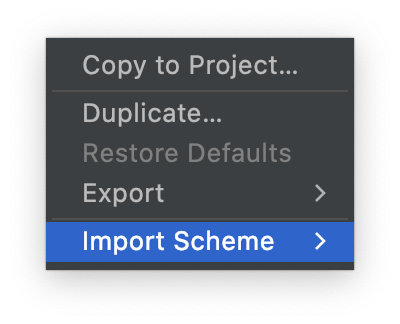 Copy to Project...
Duplicate...
Restore Defaults
Export
Import Scheme